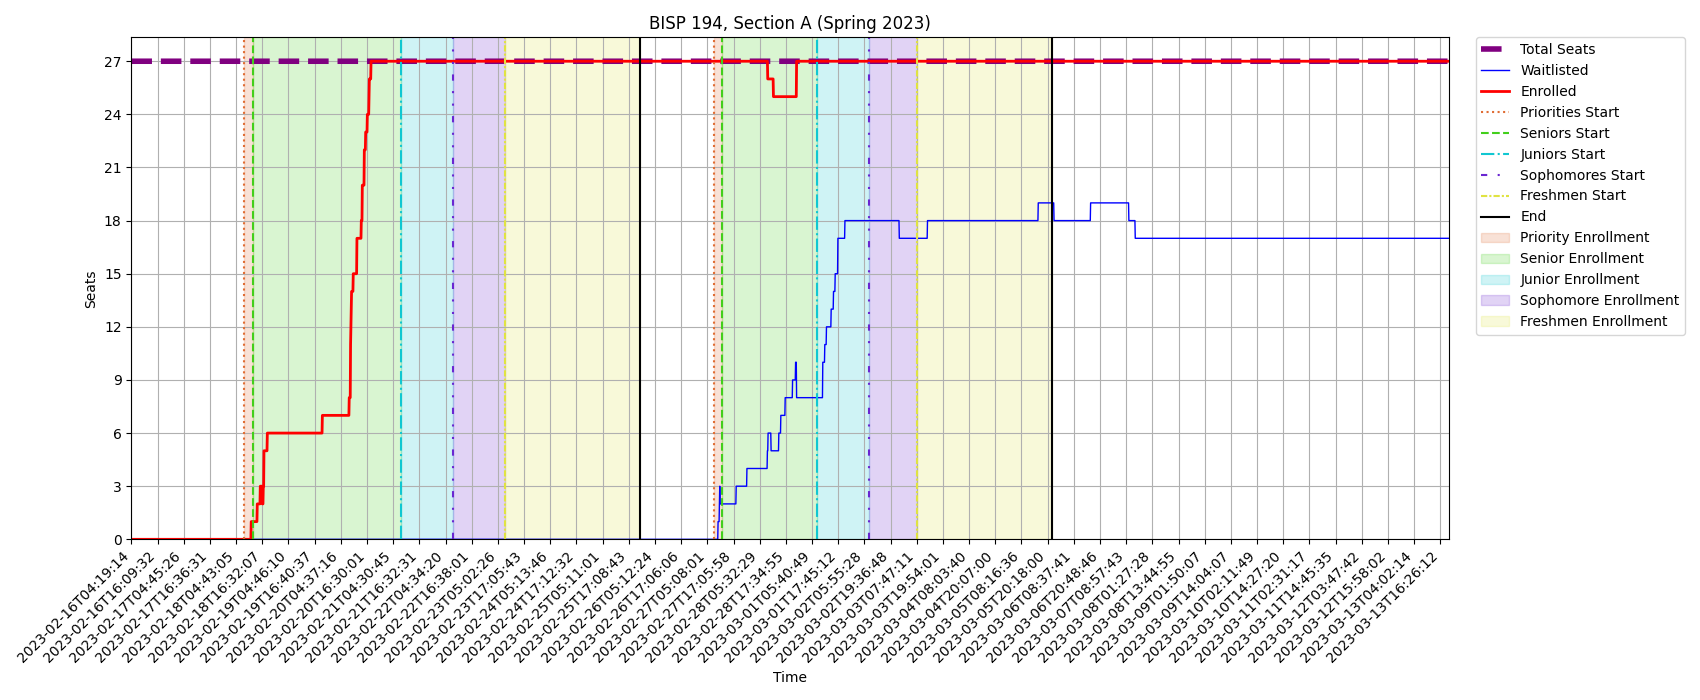 BISP 194, Section A (Spring 2023)
Seats
27
24
21
18
15
12
9
6
3
0
2023-02-16T04:19:14
2023-02-16T16:09:32
2023-02-17T04:45:26
2023-02-17T16:36:31
2023-02-18T04:43:05
2023-02-18T16:32:07
2023-02-19T04:46:10
2023-02-19T16:40:37
2023-02-20T04:37:16
2023-02-20T16:30:01
2023-02-21T04:30:45
2023-02-21T16:32:31
2023-02-22T04:34:20
2023-02-22T16:38:01
2023-02-23T05:02:26
2023-02-23T17:05:43
2023-02-24T05:13:46
2023-02-24T17:12:32
2023-02-25T05:11:01
2023-02-25T17:08:43
2023-02-26T05:12:24
2023-02-26T17:06:06
2023-02-27T05:08:01
2023-02-27T17:05:58
2023-02-28T05:32:29
2023-02-28T17:34:55
2023-03-01T05:40:49
2023-03-01T17:45:12
2023-03-02T05:55:28
2023-03-02T19:36:48
2023-03-03T07:47:11
2023-03-03T19:54:01
2023-03-04T08:03:40
2023-03-04T20:07:00
2023-03-05T08:16:36
2023-03-05T20:18:00
2023-03-06T08:37:41
2023-03-06T20:48:46
2023-03-07T08:57:43
2023-03-08T01:27:28
2023-03-08T13:44:55
2023-03-09T01:50:07
2023-03-09T14:04:07
2023-03-10T02:11:49
2023-03-10T14:27:20
2023-03-11T02:31:17
2023-03-11T14:45:35
2023-03-12T03:47:42
2023-03-12T15:58:02
2023-03-13T04:02:14
2023-03-13T16:26:12
Time
Total Seats
Waitlisted
Enrolled
Priorities Start
Seniors Start
Juniors Start
Sophomores Start
Freshmen Start
End
Priority Enrollment
Senior Enrollment
Junior Enrollment
Sophomore Enrollment
Freshmen Enrollment